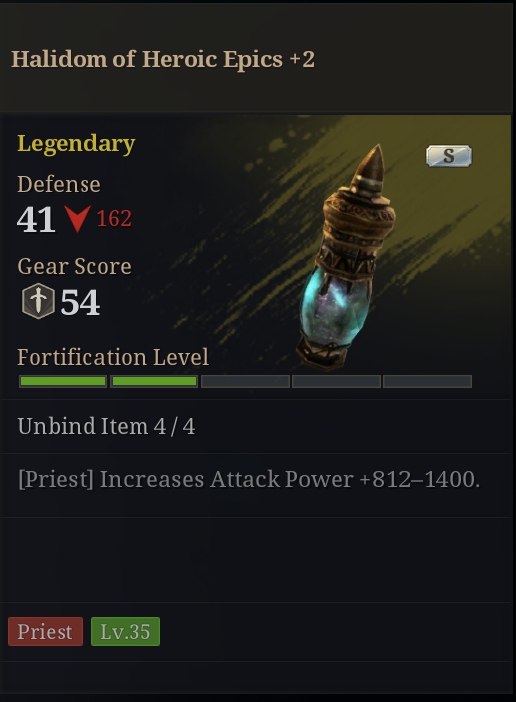 Halidom of Heroic Epics +2
Legendary
S
Defense
41 162
Gear Score
54
Fortification Level
Unbind Item 4 / 4
[Priest] Increases Attack Power +812–1400.
Priest Lv.35